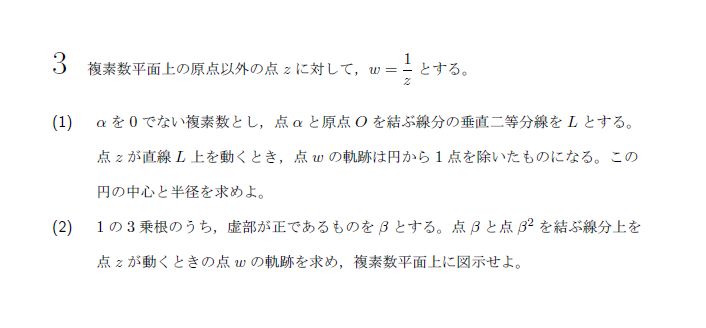 3 複素数平面上の原点以外の点 z に対して，w = 1/z とする。
(1) α を 0 でない複素数とし，点 α と原点 O を結ぶ線分の垂直二等分線を L とする。
点 z が直線 L 上を動くとき，点 w の軌跡は円から 1 点を除いたものになる。この
円の中心と半径を求めよ。
(2) 1 の 3 乗根のうち，虚部が正であるものを β とする。点 β と点 β² を結ぶ線分上を
点 z が動くときの点 w の軌跡を求め，複素数平面上に図示せよ。